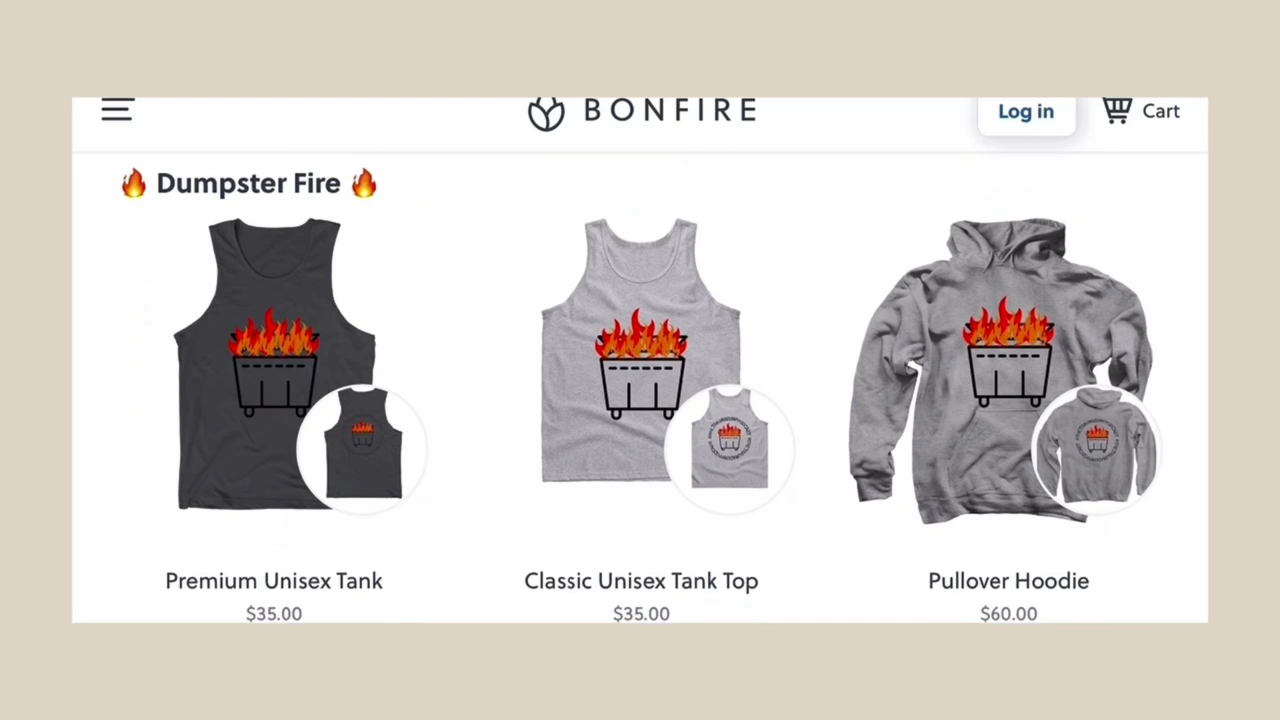 BONFIRE
Log in
Cart
🔥 Dumpster Fire 🔥
Premium Unisex Tank
$35.00
Classic Unisex Tank Top
$35.00
Pullover Hoodie
$60.00